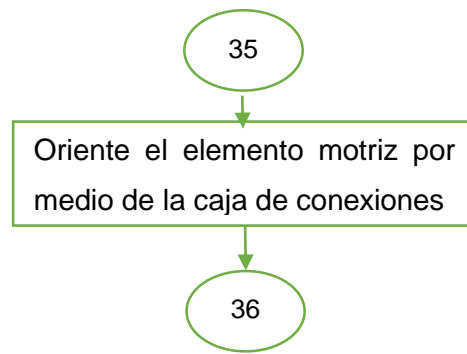 35
Oriente el elemento motriz por
medio de la caja de conexiones
36